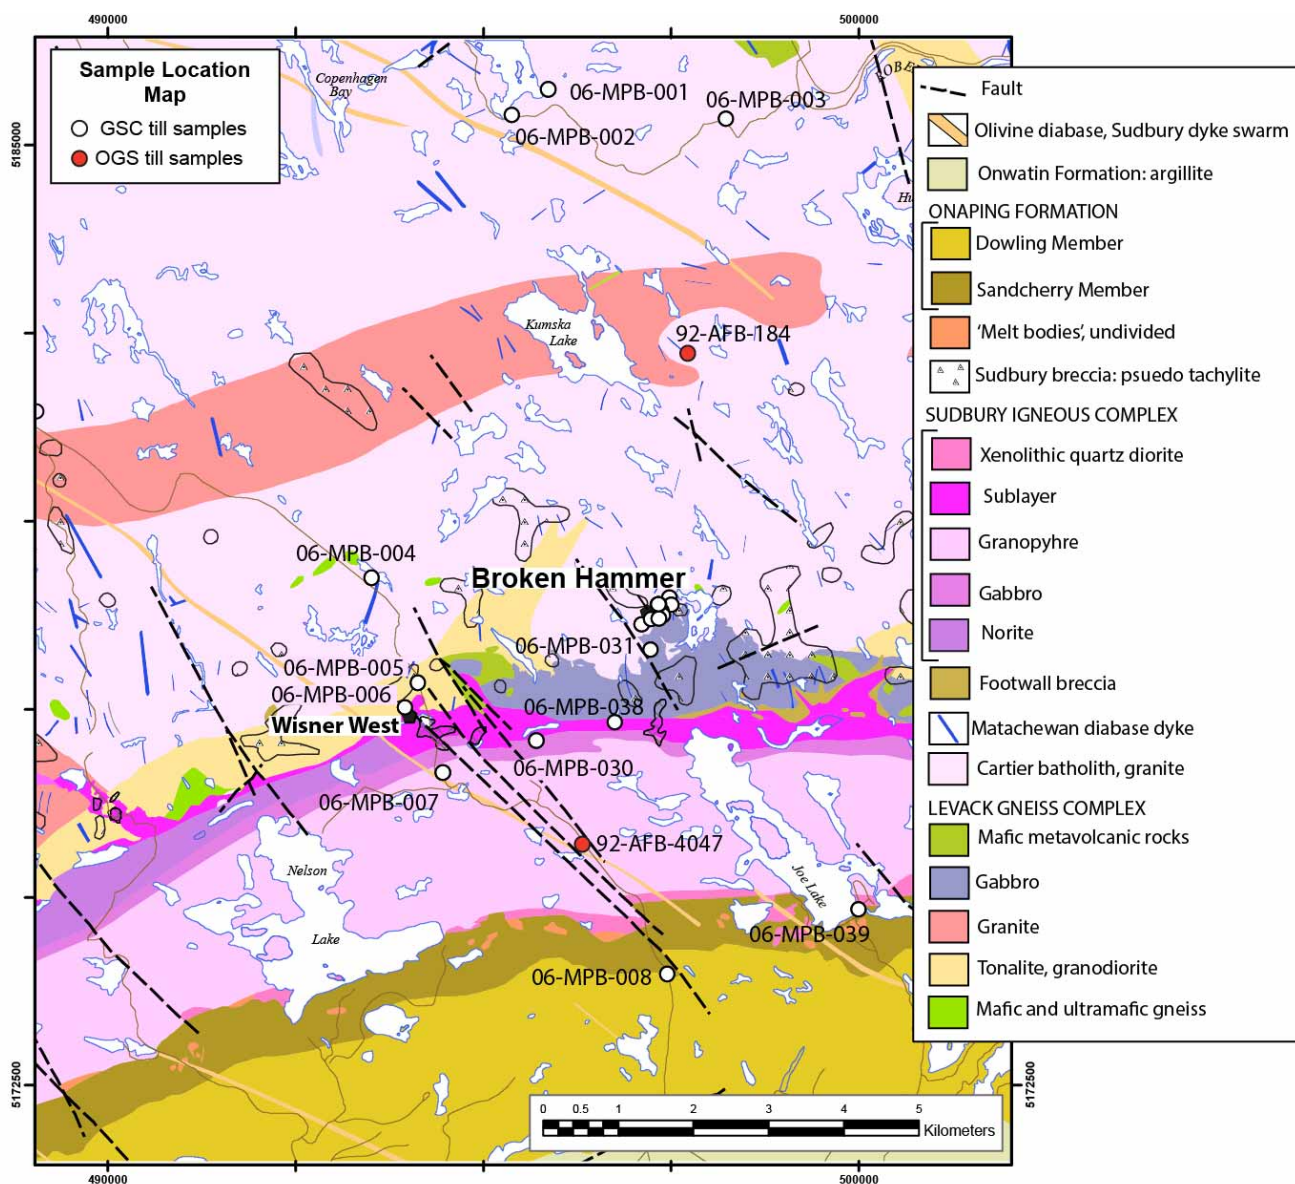 490000
500000
Sample Location
Map
GSC till samples
OGS till samples
Copenhagen
Bay
06-MPB-001
06-MPB-003
06-MPB-002
5185000
Kumska
Lake
92-AFB-184
06-MPB-004
Broken Hammer
06-MPB-031
06-MPB-005
06-MPB-006
Wisner West
06-MPB-038
06-MPB-030
06-MPB-007
92-AFB-4047
Nelson
Lake
Joe Lake
06-MPB-039
06-MPB-008
Fault
Olivine diabase, Sudbury dyke swarm
Onwatin Formation: argillite
ONAPING FORMATION
Dowling Member
Sandcherry Member
'Melt bodies', undivided
Sudbury breccia: psuedo tachylite
SUDBURY IGNEOUS COMPLEX
Xenolithic quartz diorite
Sublayer
Granopyhre
Gabbro
Norite
Footwall breccia
Matachewan diabase dyke
Cartier batholith, granite
LEVACK GNEISS COMPLEX
Mafic metavolcanic rocks
Gabbro
Granite
Tonalite, granodiorite
Mafic and ultramafic gneiss
5172500
5172500
0 0.5 1 2 3 4 5
Kilometers
490000
500000